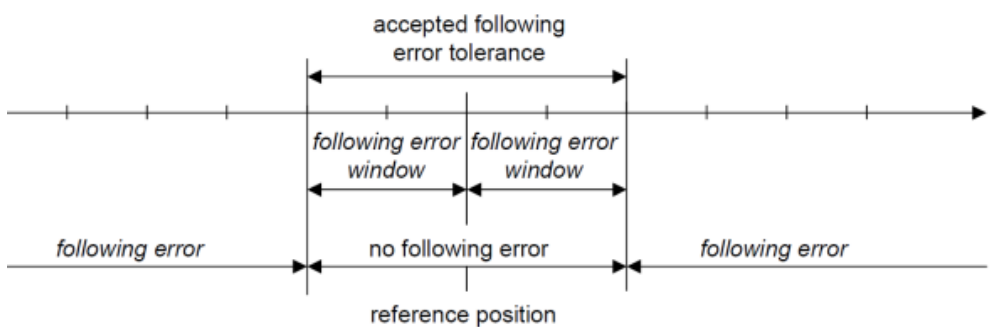 accepted following
error tolerance
following error following error
window window
following error no following error following error
reference position